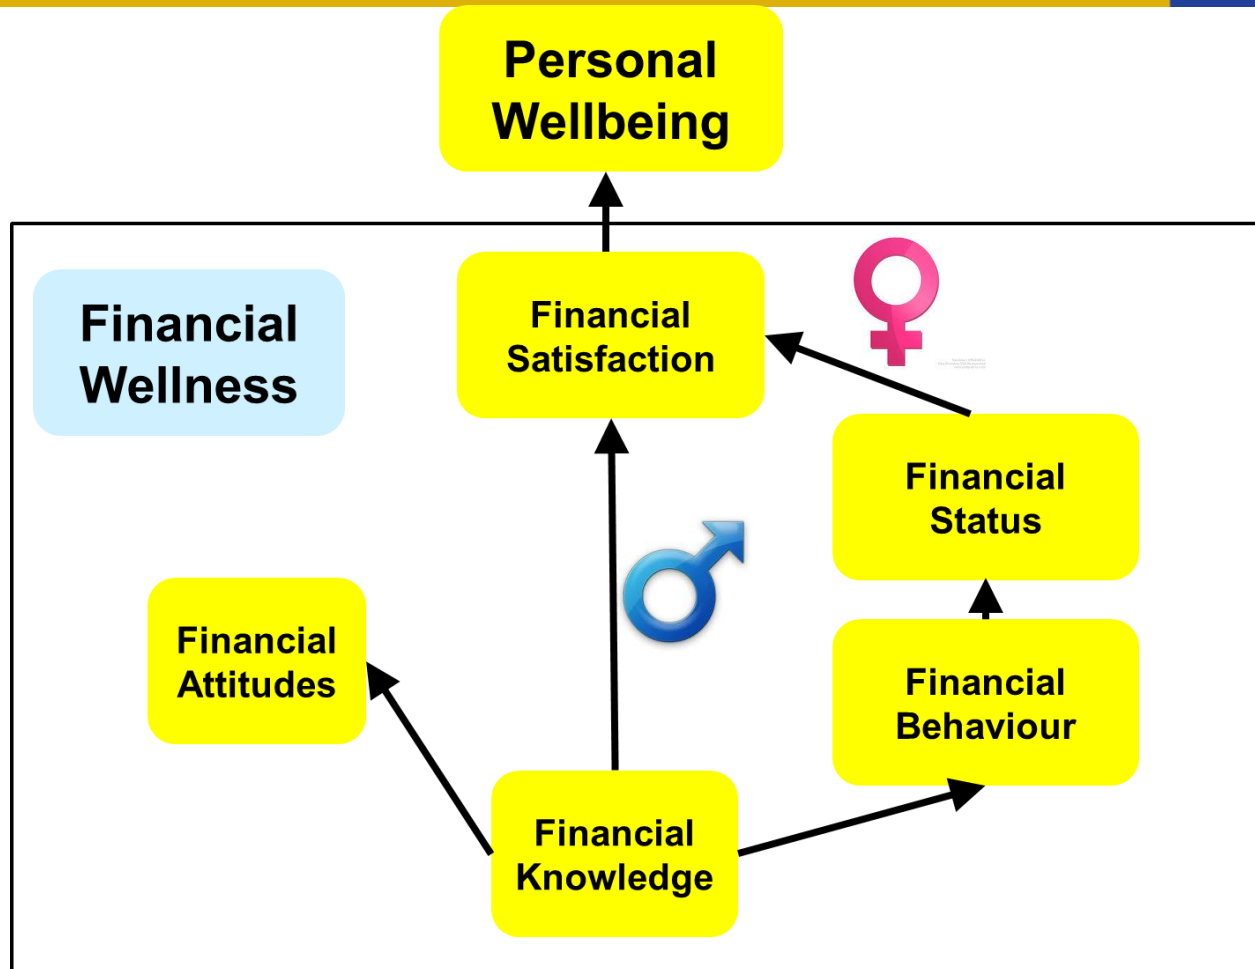 Personal
Wellbeing
Financial
Wellness
Financial
Satisfaction
Financial
Status
Financial
Attitudes
Financial
Behaviour
Financial
Knowledge